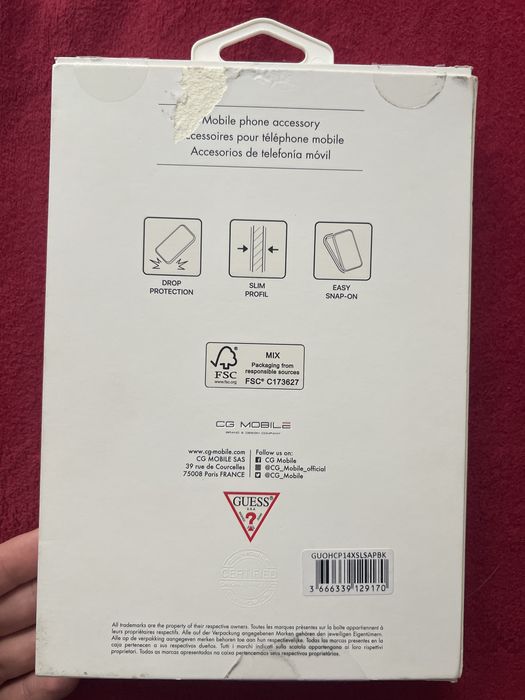 Mobile phone accessory
ccessoires pour téléphone mobile
Accesorios de telefonía móvil
DROP
PROTECTION
SLIM
PROFIL
EASY
SNAP-ON
FSC
www.fsc.org
MIX
Packaging from
responsible sources
FSC® C173627
CG MOBILE
BRAND & DESIGN COMPANY
www.cg-mobile.com
CG MOBILE SAS
39 rue de Courcelles
75008 Paris FRANCE
Follow us on:
CG Mobile
@CG_Mobile_official
@CG_Mobile
GUESS
U.S.A.
?
CERTIFIED
GUOHCP14XSLSAPBK
3 666339 129170
All trademarks are the property of their respective owners. Toutes les marques présentes sur la boîte appartiennent à
leurs propriétaires respectifs. Alle auf der Verpackung angegebenen Marken gehören den jeweiligen Eigentümern.
Alle op de verpakking aangegeven merken behoren toe aan hun respectievelijke eigenaars. Todas las marcas presentes en la
caja pertenecen a sus respectivos dueños. Tutti i marchi indicati sulla scatola appartengono ai loro rispettivi
proprietari. Todas as marcas apresentadas na caixa pertencem aos seus respectivos proprietários.